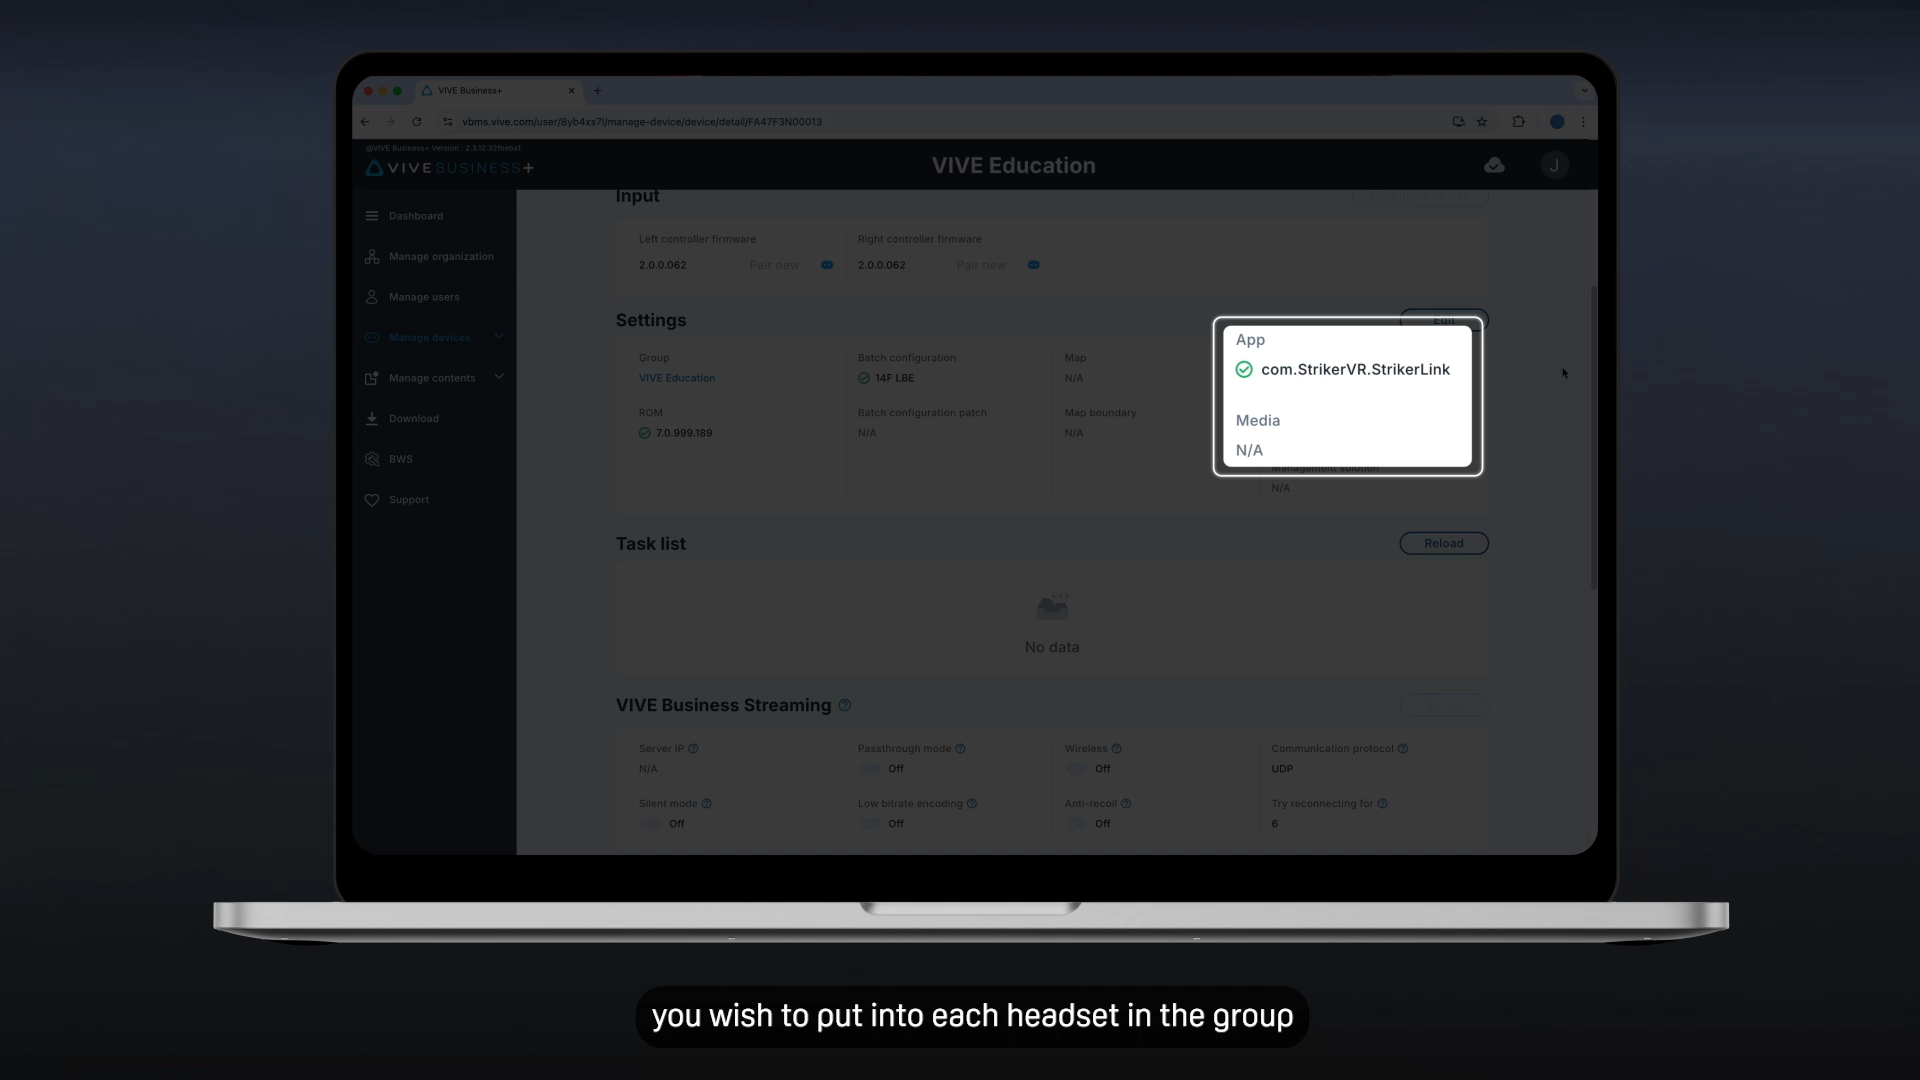 VIVE Business+
vbms.vive.com/user/8yb4xs7l/manage-device/device/detail/FA47F3N00013
VIVE BUSINESS+
VIVE Education
J
Dashboard
Manage organization
Manage users
Manage devices
Manage contents
Download
BWS
Support
Input
Left controller firmware
Right controller firmware
2.0.0.062 Pair new
2.0.0.062 Pair new
Settings
Edit
Group
VIVE Education
ROM
7.0.999.189
Batch configuration
14F LBE
Batch configuration patch
N/A
Map
N/A
Map boundary
N/A
App
com.StrikerVR.StrikerLink
Media
N/A
Management solution
N/A
Task list
Reload
No data
VIVE Business Streaming
Server IP
N/A
Passthrough mode
Off
Wireless
Off
Communication protocol
UDP
Silent mode
Off
Low bitrate encoding
Off
Anti-recoil
Off
Try reconnecting for
6
you wish to put into each headset in the group